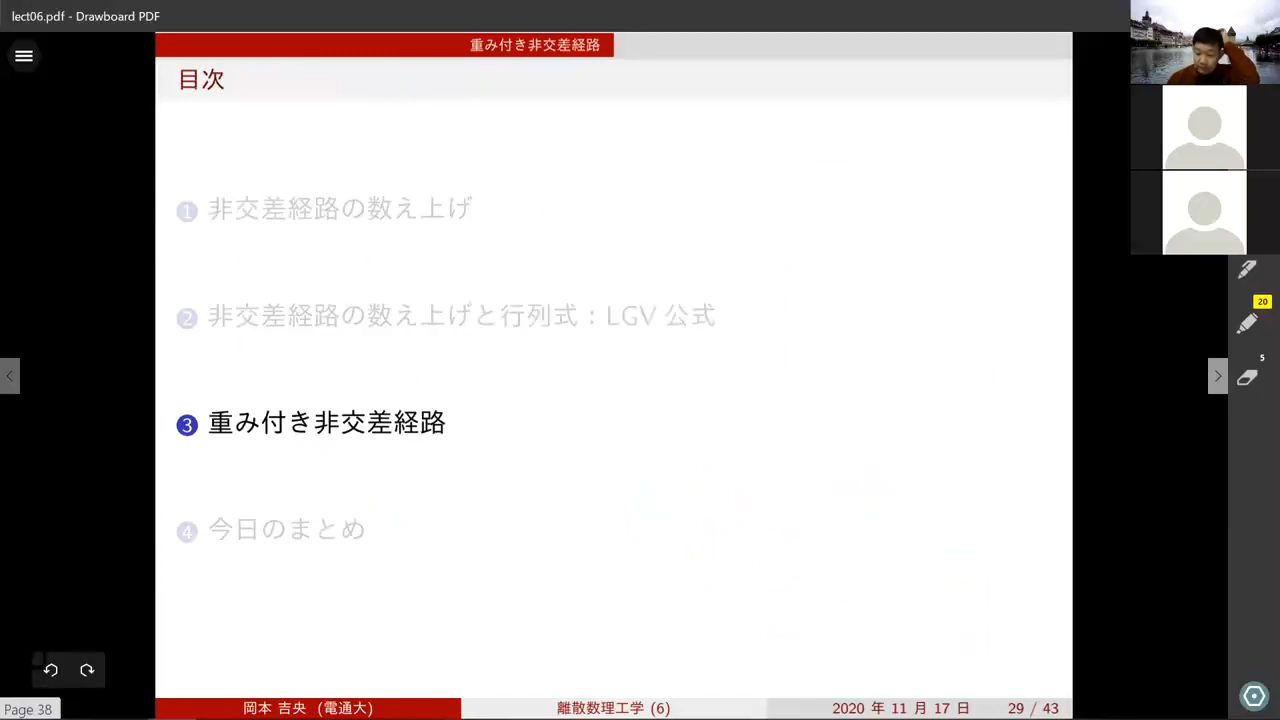 lect06.pdf - Drawboard PDF
重み付き非交差経路
目次
1 非交差経路の数え上げ
2 非交差経路の数え上げと行列式：LGV 公式
3 重み付き非交差経路
4 今日のまとめ
20
5
Page 38
岡本 吉央 (電通大)
離散数理工学 (6)
2020 年 11 月 17 日
29 / 43